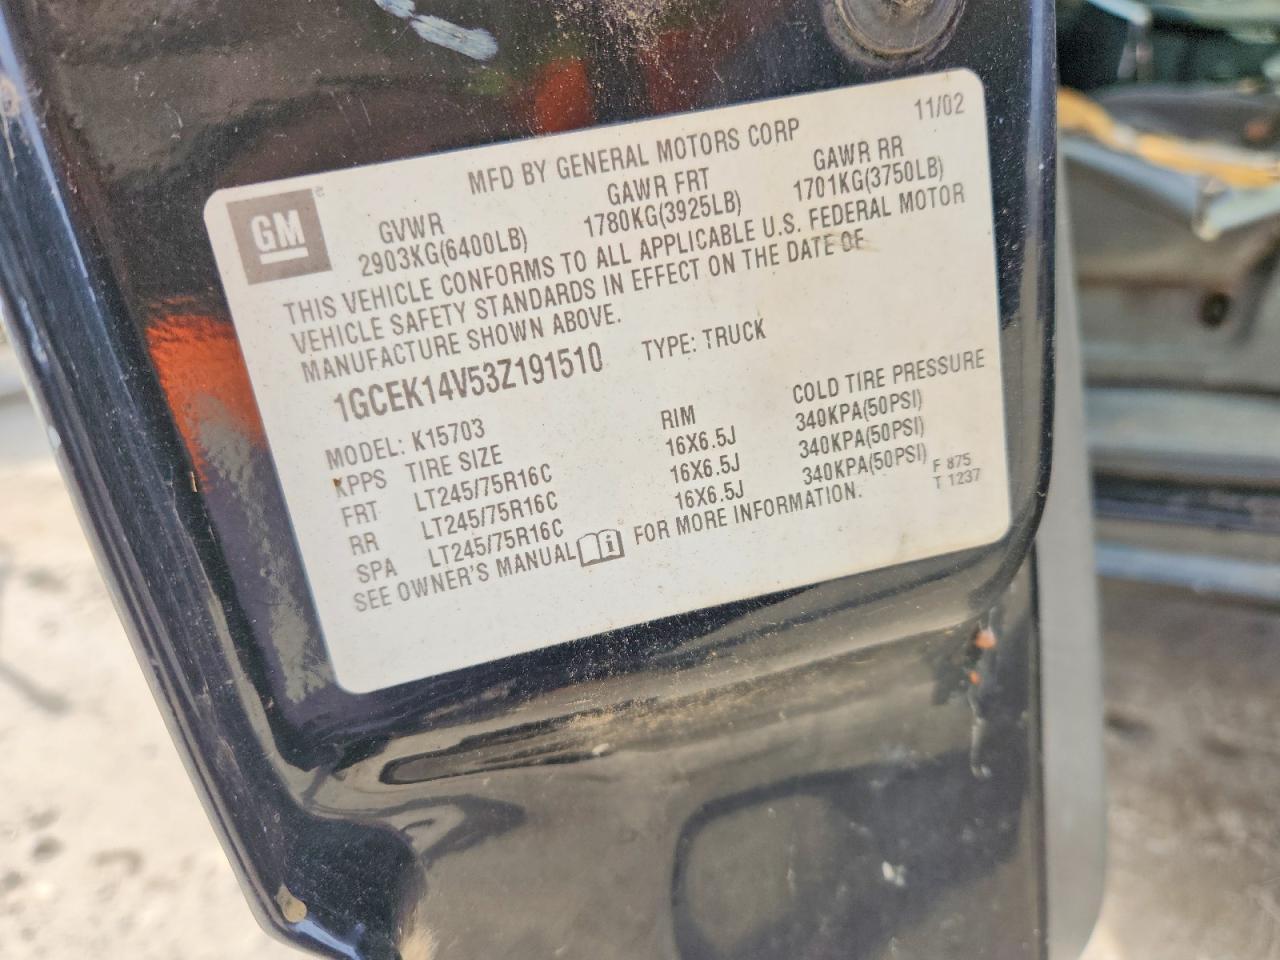 11/02
MFD BY GENERAL MOTORS CORP
GM
GVWR GAWR FRT GAWR RR
2903KG(6400LB) 1780KG(3925LB) 1701KG(3750LB)
THIS VEHICLE CONFORMS TO ALL APPLICABLE U.S. FEDERAL MOTOR
VEHICLE SAFETY STANDARDS IN EFFECT ON THE DATE OF
MANUFACTURE SHOWN ABOVE.
1GCEK14V53Z191510 TYPE: TRUCK
MODEL: K15703
KPPS TIRE SIZE RIM COLD TIRE PRESSURE
FRT LT245/75R16C 16X6.5J 340KPA(50PSI)
RR LT245/75R16C 16X6.5J 340KPA(50PSI)
SPA LT245/75R16C 16X6.5J 340KPA(50PSI)
SEE OWNER'S MANUAL i FOR MORE INFORMATION.
F 875
T 1237